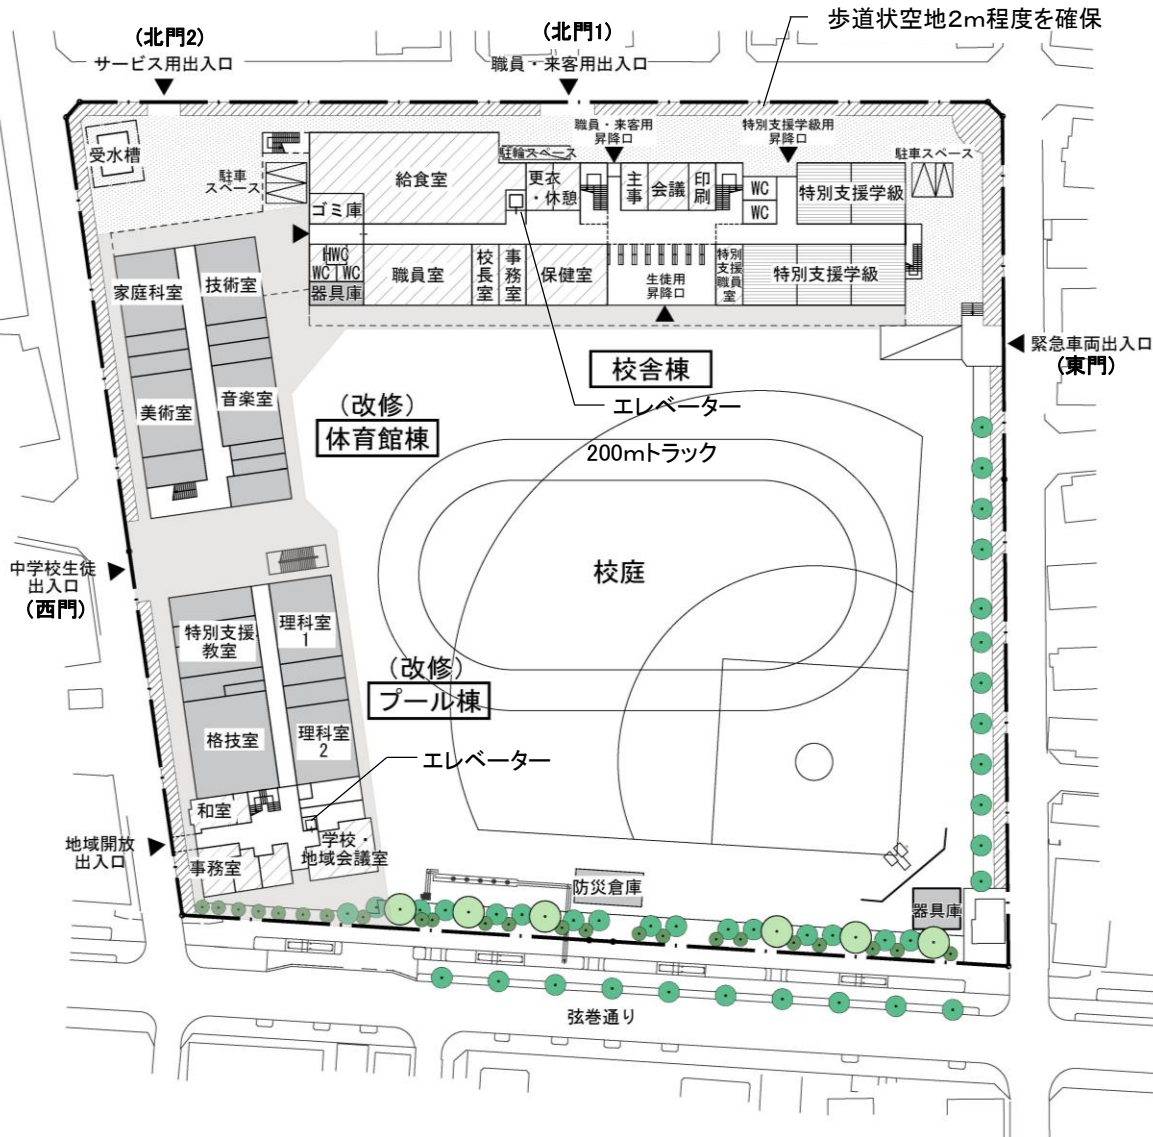 歩道状空地2m程度を確保
(北門2)
サービス用出入口
(北門1)
職員・来客用出入口
受水槽
駐車
スペース
給食室
ゴミ庫
駐輪スペース
更衣
・休憩
職員・来客用
昇降口
主事
会議
印刷
特別支援学級用
昇降口
WC
WC
特別支援学級
駐車スペース
HWC
WC
WC
器具庫
職員室
校長室
事務室
保健室
生徒用
昇降口
特別
支援
職員
室
特別支援学級
家庭科室
技術室
美術室
音楽室
緊急車両出入口
(東門)
校舎棟
エレベーター
(改修)
体育館棟
200mトラック
校庭
中学校生徒
出入口
(西門)
特別支援
教室
理科室
1
(改修)
プール棟
格技室
理科室
2
エレベーター
和室
地域開放
出入口
事務室
学校・
地域会議室
防災倉庫
器具庫
弦巻通り